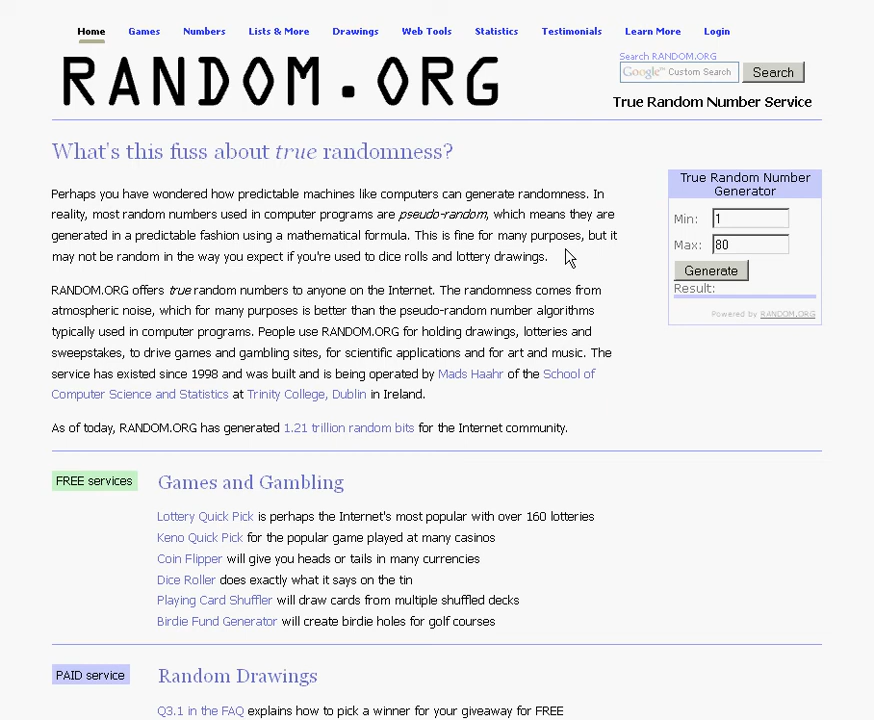 Home Games Numbers Lists & More Drawings Web Tools Statistics Testimonials Learn More Login
RANDOM.ORG
Search RANDOM.ORG
Google™ Custom Search Search
True Random Number Service
What's this fuss about true randomness?
Perhaps you have wondered how predictable machines like computers can generate randomness. In
reality, most random numbers used in computer programs are pseudo-random, which means they are
generated in a predictable fashion using a mathematical formula. This is fine for many purposes, but it
may not be random in the way you expect if you're used to dice rolls and lottery drawings.
RANDOM.ORG offers true random numbers to anyone on the Internet. The randomness comes from
atmospheric noise, which for many purposes is better than the pseudo-random number algorithms
typically used in computer programs. People use RANDOM.ORG for holding drawings, lotteries and
sweepstakes, to drive games and gambling sites, for scientific applications and for art and music. The
service has existed since 1998 and was built and is being operated by Mads Haahr of the School of
Computer Science and Statistics at Trinity College, Dublin in Ireland.
As of today, RANDOM.ORG has generated 1.21 trillion random bits for the Internet community.
True Random Number
Generator
Min: 1
Max: 80
Generate
Result:
Powered by RANDOM.ORG
FREE services
Games and Gambling
Lottery Quick Pick is perhaps the Internet's most popular with over 160 lotteries
Keno Quick Pick for the popular game played at many casinos
Coin Flipper will give you heads or tails in many currencies
Dice Roller does exactly what it says on the tin
Playing Card Shuffler will draw cards from multiple shuffled decks
Birdie Fund Generator will create birdie holes for golf courses
PAID service
Random Drawings
Q3.1 in the FAQ explains how to pick a winner for your giveaway for FREE